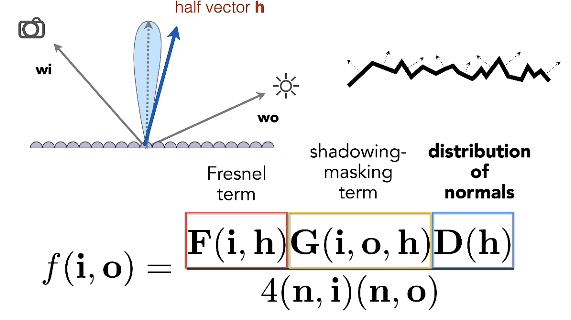 half vector h
wi
wo
Fresnel
term
shadowing-
masking
term
distribution
of
normals
f(i, o) = F(i, h)G(i, o, h)D(h)
4(n, i)(n, o)